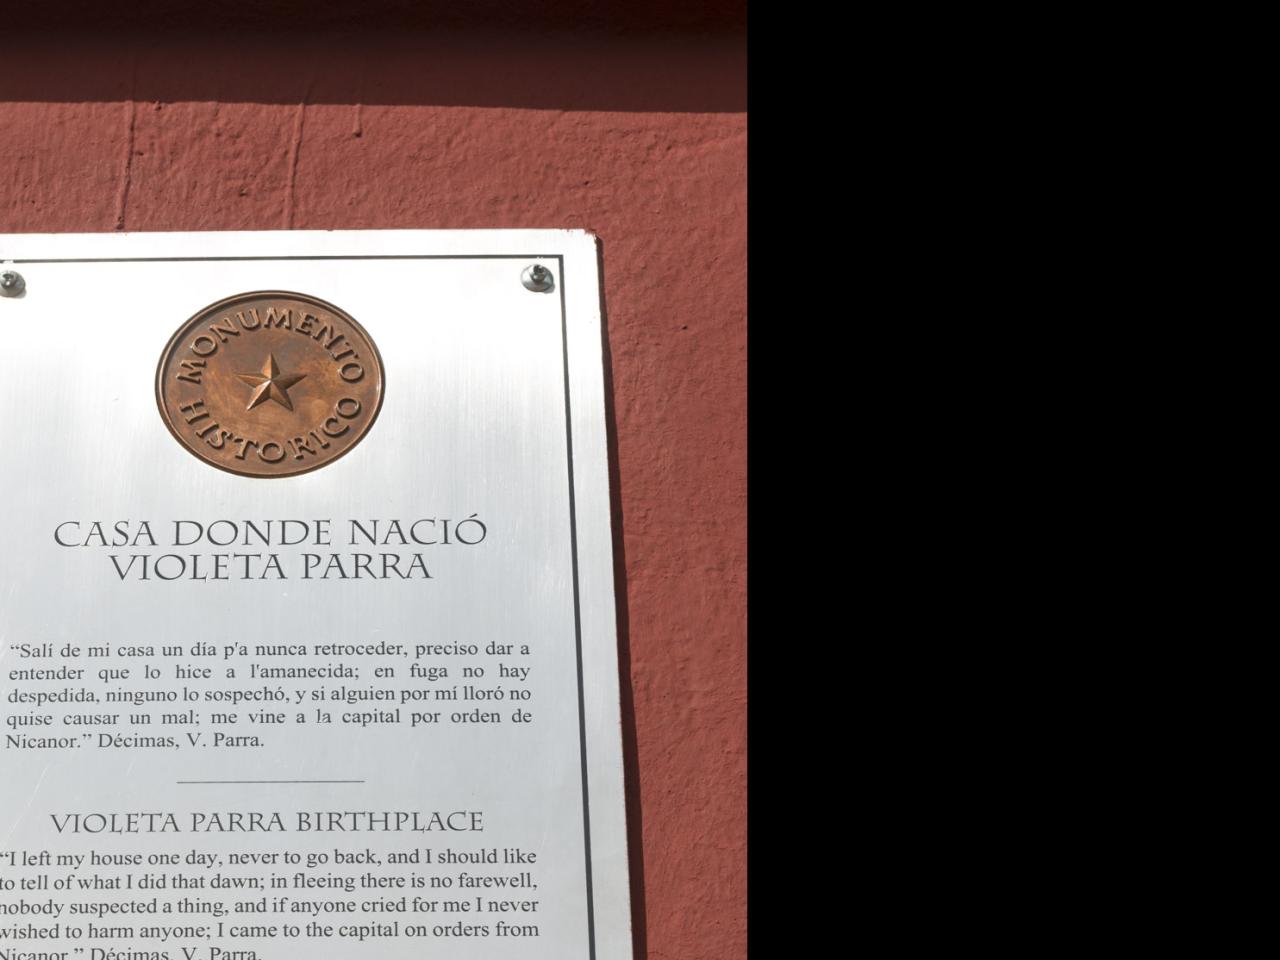 MONUMENTO
HISTORICO
CASA DONDE NACIÓ
VIOLETA PARRA
“Salí de mi casa un día p'a nunca retroceder, preciso dar a
entender que lo hice a l'amanecida; en fuga no hay
despedida, ninguno lo sospechó, y si alguien por mí lloró no
quise causar un mal; me vine a la capital por orden de
Nicanor.” Décimas, V. Parra.
VIOLETA PARRA BIRTHPLACE
“I left my house one day, never to go back, and I should like
to tell of what I did that dawn; in fleeing there is no farewell,
nobody suspected a thing, and if anyone cried for me I never
wished to harm anyone; I came to the capital on orders from
Nicanor.” Décimas, V. Parra.